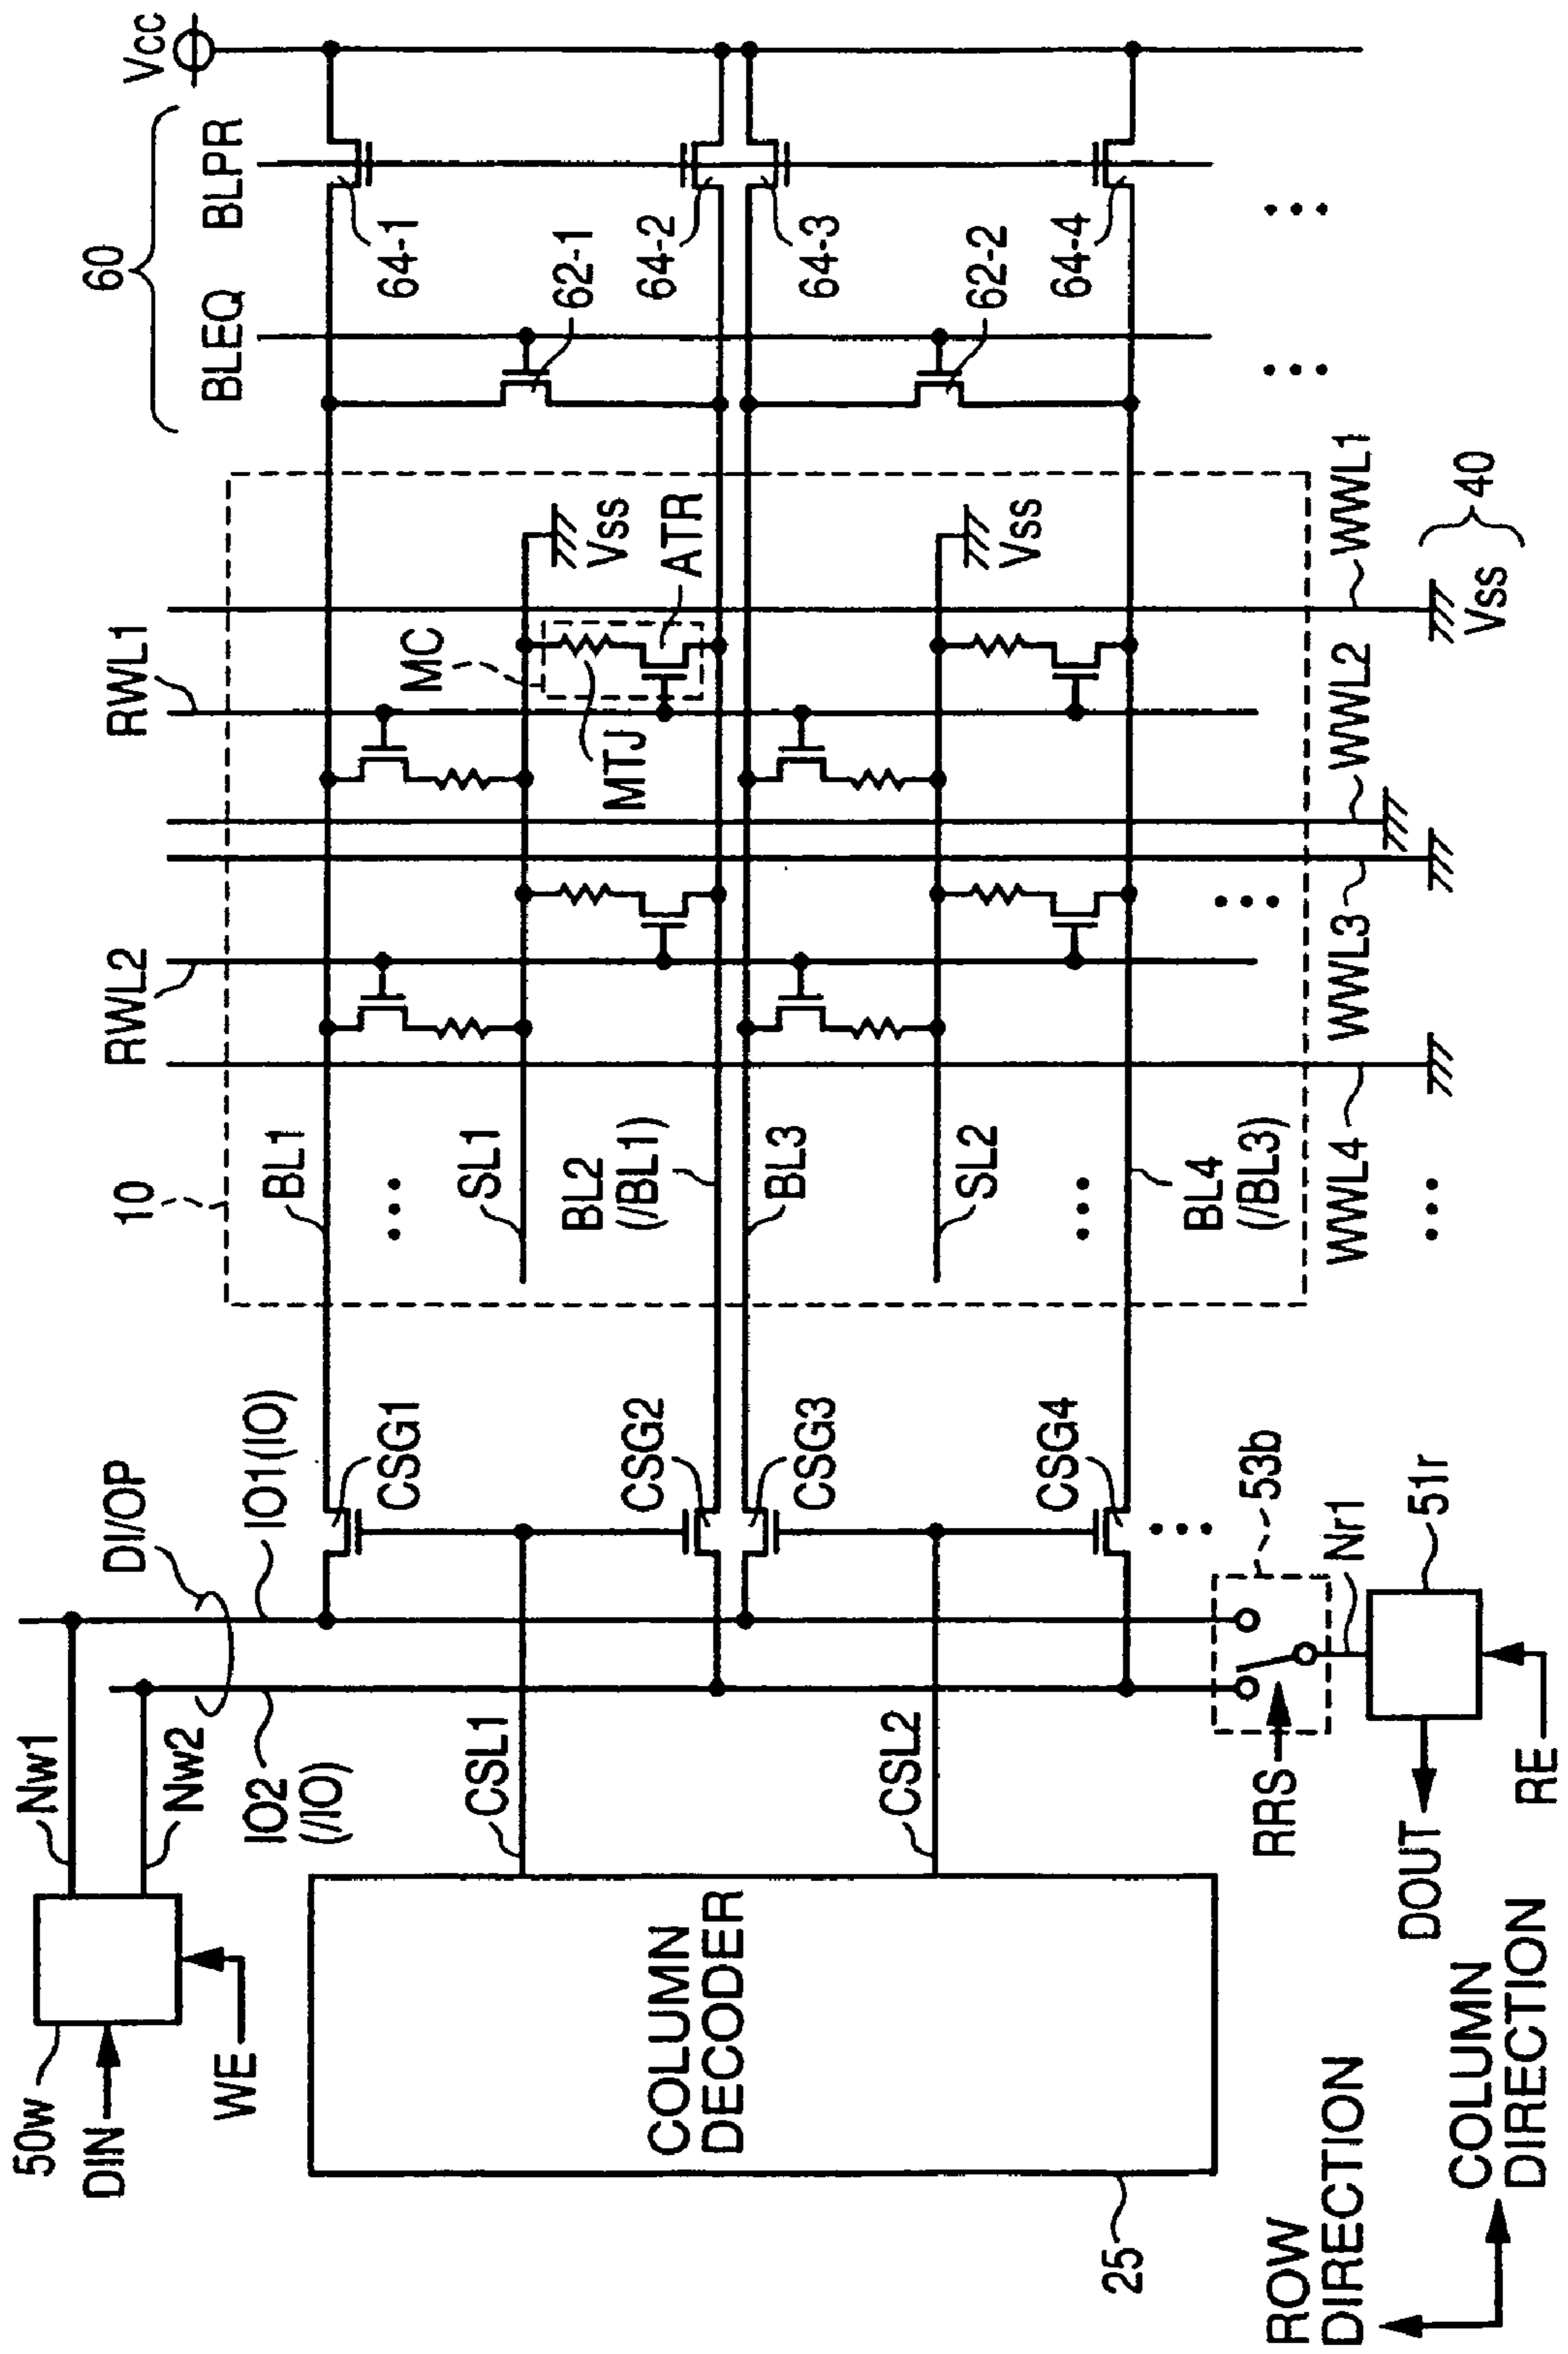 Vcc
60
BLPR
BLEQ
64-1
62-1
64-2
64-3
62-2
64-4
RWL1
MC
Vss
ATR
MTJ
Vss
WWL1
40
Vss
WWL2
RWL2
WWL3
10
BL1
SL1
BL2
(/BL1)
BL3
SL2
BL4
(/BL3)
WWL4
DI/OP
IO1(IO)
CSG1
CSG2
CSG3
CSG4
53b
Nr1
51r
Nw1
Nw2
IO2
(/IO)
CSL1
CSL2
RRS
DOUT
RE
50w
DIN
WE
COLUMN
DECODER
25
ROW
DIRECTION
COLUMN
DIRECTION